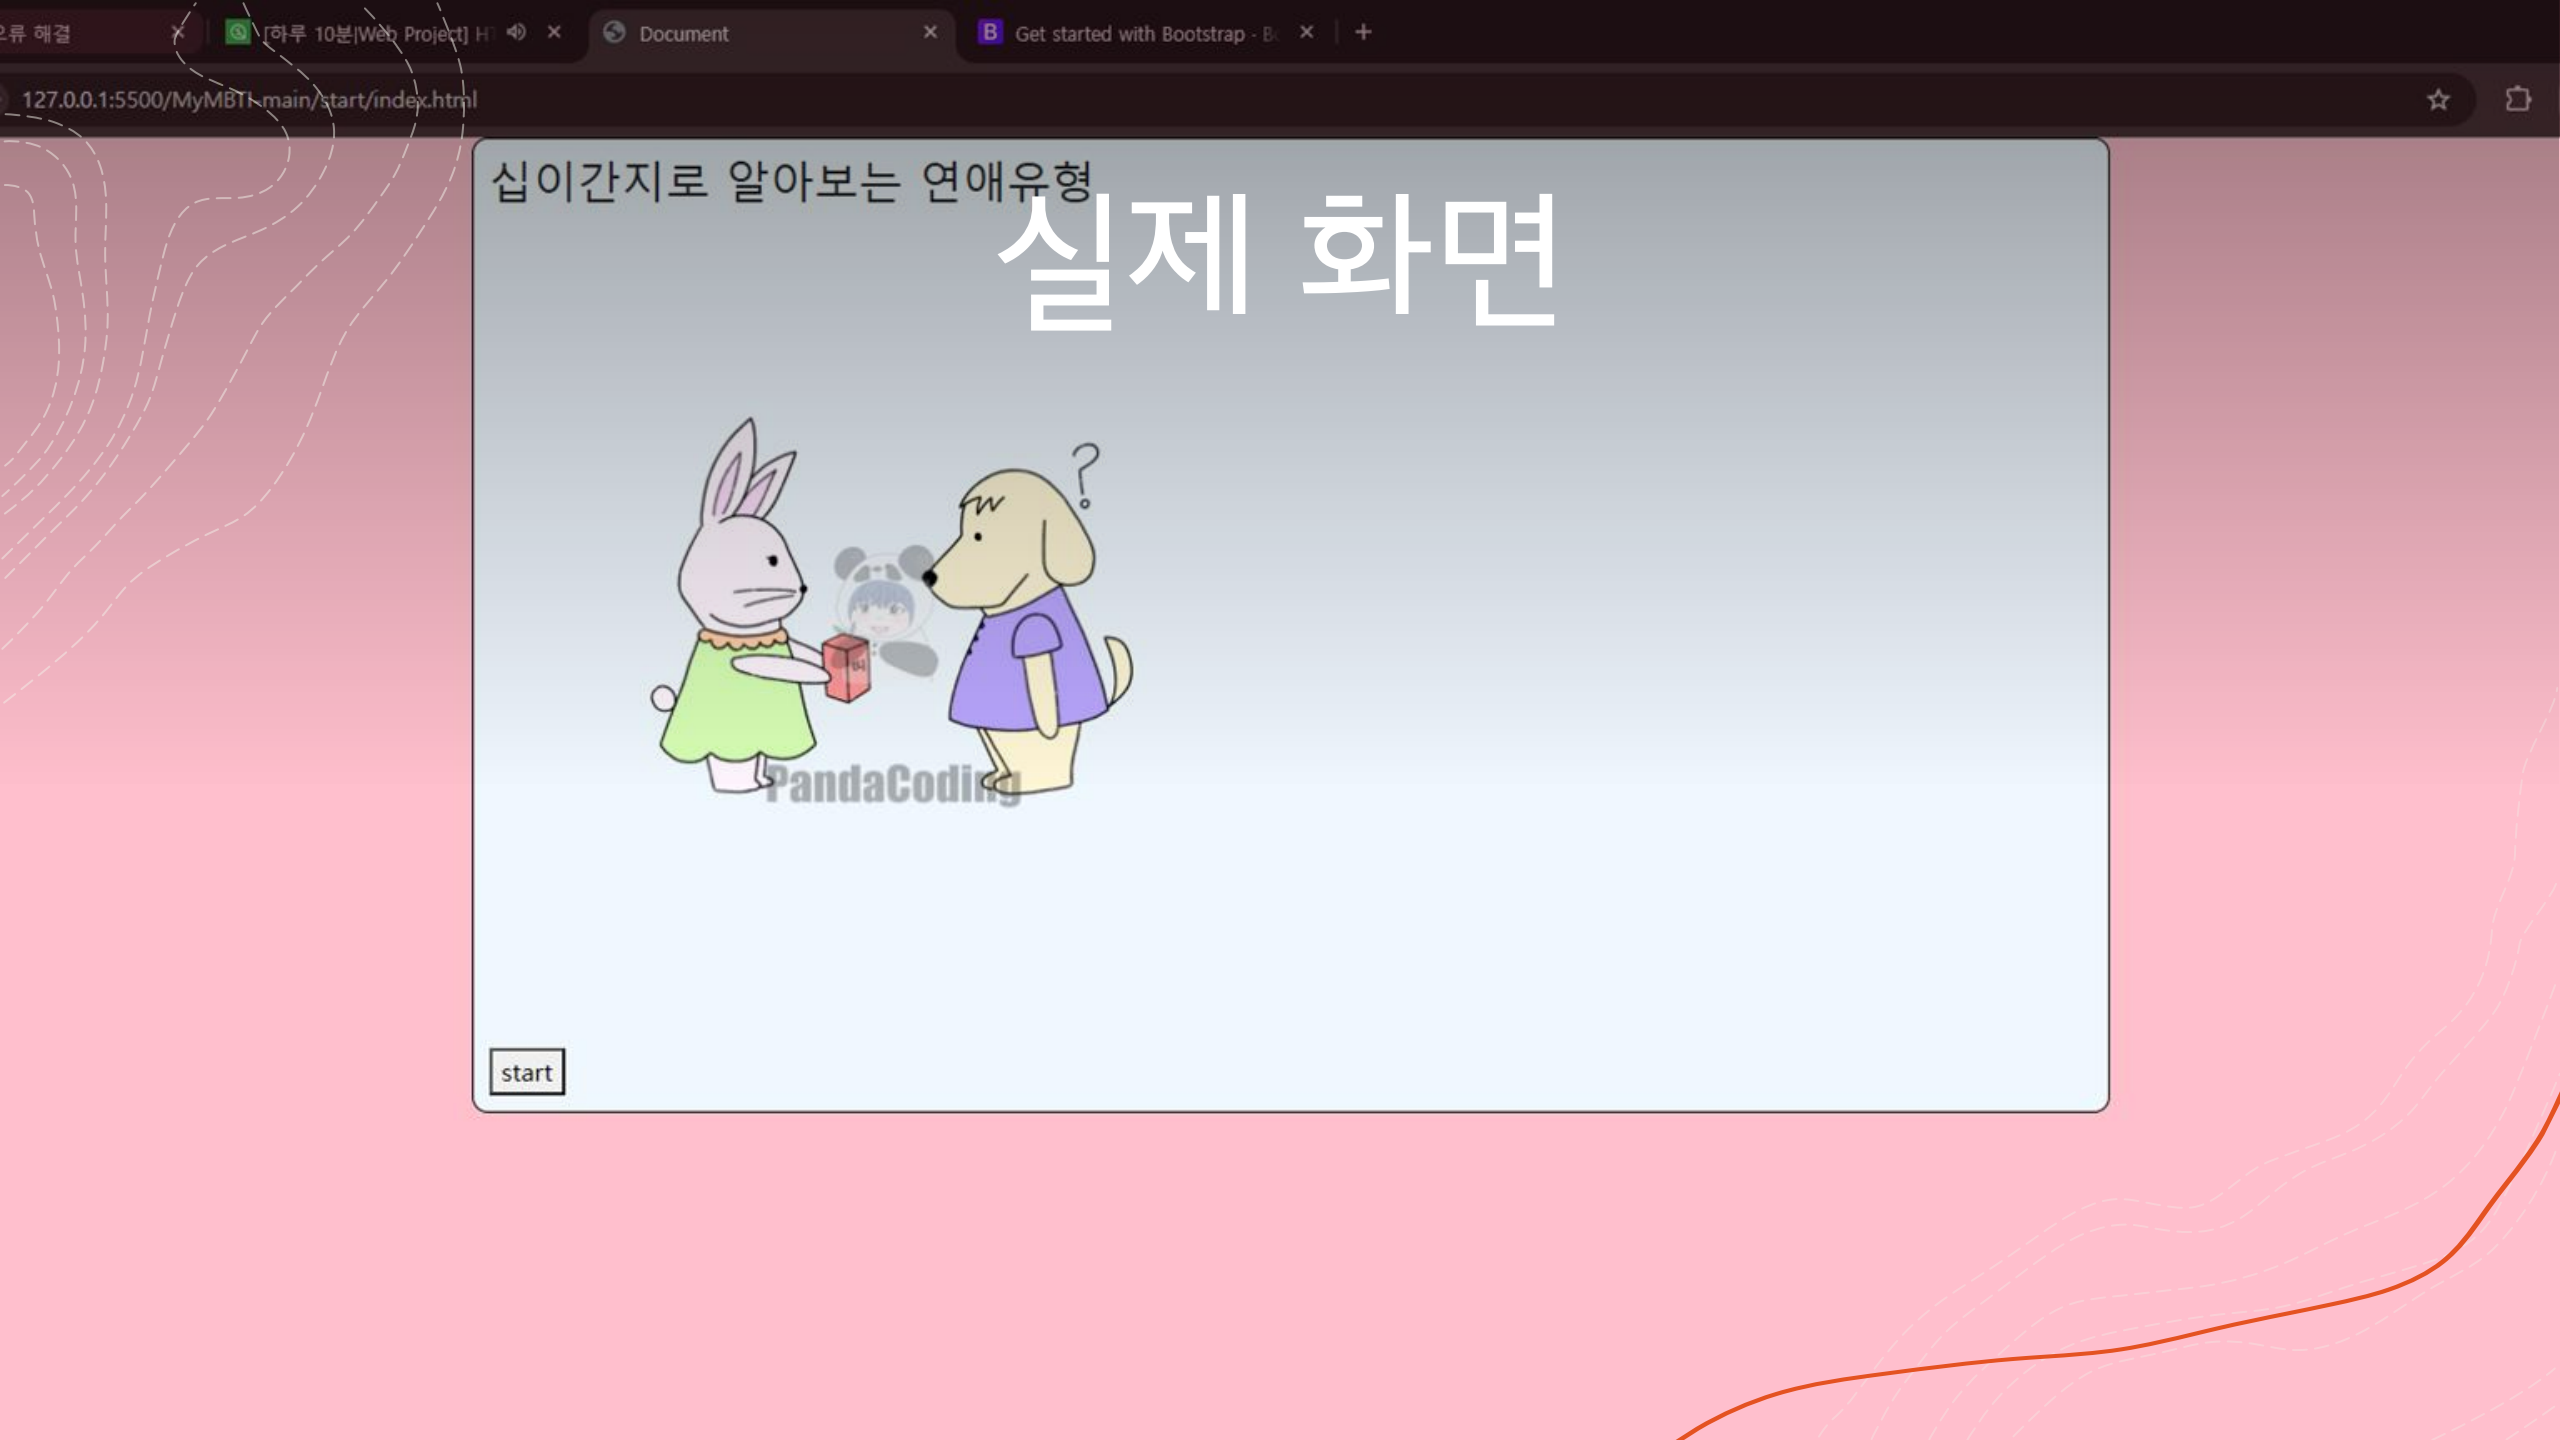 오류 해결
[하루 10분|Web Project] HT
Document
Get started with Bootstrap - Bo
127.0.0.1:5500/MyMBTI-main/start/index.html
십이간지로 알아보는 연애유형
실제 화면
?
PandaCoding
start